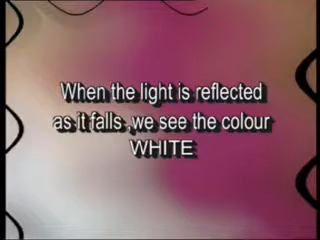 When the light is reflected
as it falls ,we see the colour
WHITE